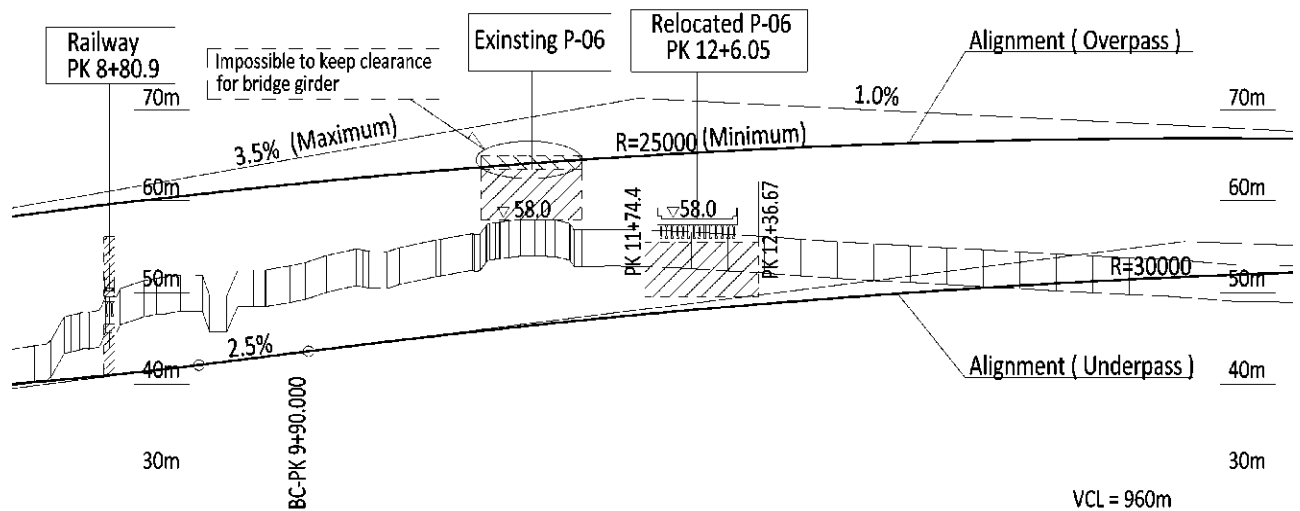 Railway
PK 8+80.9
Impossible to keep clearance
for bridge girder
Exinsting P-06
Relocated P-06
PK 12+6.05
Alignment ( Overpass )
70m
1.0%
70m
3.5% (Maximum)
R=25000 (Minimum)
60m
60m
58.0
58.0
PK 11+74.4
PK 12+36.67
50m
R=30000
50m
2.5%
40m
Alignment ( Underpass )
40m
BC-PK 9+90.000
30m
30m
VCL = 960m